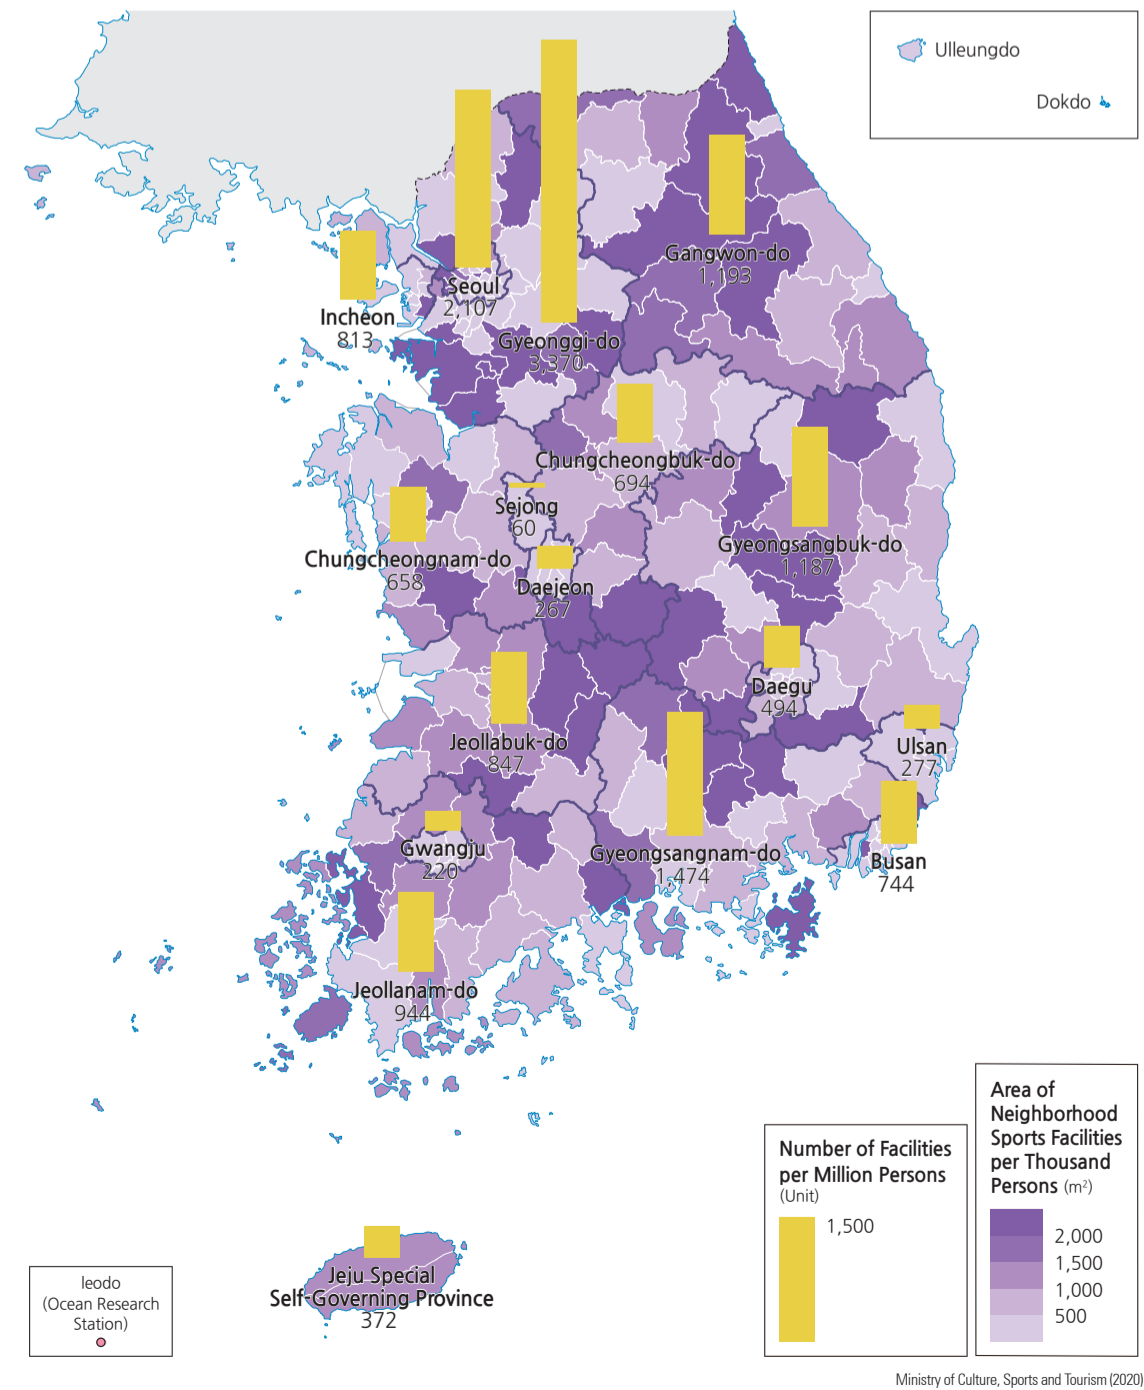 Ulleungdo
Dokdo
Gangwon-do
1,193
Seoul
2,107
Incheon
813
Gyeonggi-do
3,370
Chungcheongbuk-do
694
Sejong
60
Gyeongsangbuk-do
1,187
Chungcheongnam-do
658
Daejeon
267
Daegu
494
Jeollabuk-do
847
Ulsan
277
Gwangju
220
Gyeongsangnam-do
1,474
Busan
744
Jeollanam-do
944
Jeju Special
Self-Governing Province
372
Ieodo
(Ocean Research
Station)
Number of Facilities
per Million Persons
(Unit)
1,500
Area of
Neighborhood
Sports Facilities
per Thousand
Persons (m²)
2,000
1,500
1,000
500
Ministry of Culture, Sports and Tourism (2020)